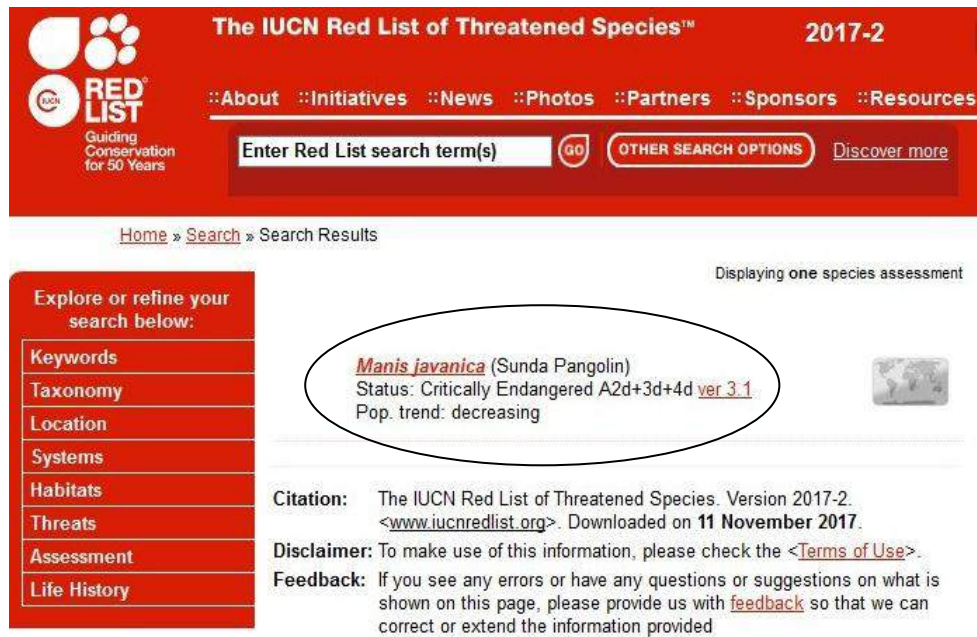 The IUCN Red List of Threatened Species™
2017-2
IUCN
RED
LIST
®
Guiding
Conservation
for 50 Years
::About ::Initiatives ::News ::Photos ::Partners ::Sponsors ::Resources
Enter Red List search term(s)
GO
OTHER SEARCH OPTIONS
Discover more
Home » Search » Search Results
Displaying one species assessment
Explore or refine your
search below:
Keywords
Taxonomy
Location
Systems
Habitats
Threats
Assessment
Life History
Manis javanica (Sunda Pangolin)
Status: Critically Endangered A2d+3d+4d ver 3.1
Pop. trend: decreasing
Citation: The IUCN Red List of Threatened Species. Version 2017-2.
<www.iucnredlist.org>. Downloaded on 11 November 2017.
Disclaimer: To make use of this information, please check the <Terms of Use>.
Feedback: If you see any errors or have any questions or suggestions on what is
shown on this page, please provide us with feedback so that we can
correct or extend the information provided